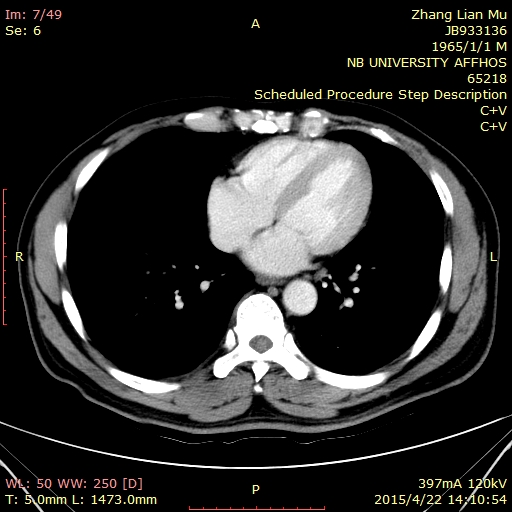 Im: 7/49
Se: 6
A
Zhang Lian Mu
JB933136
1965/1/1 M
NB UNIVERSITY AFFHOS
65218
Scheduled Procedure Step Description
C+V
C+V
R
L
WL: 50 WW: 250 [D]
T: 5.0mm L: 1473.0mm
P
397mA 120kV
2015/4/22 14:10:54